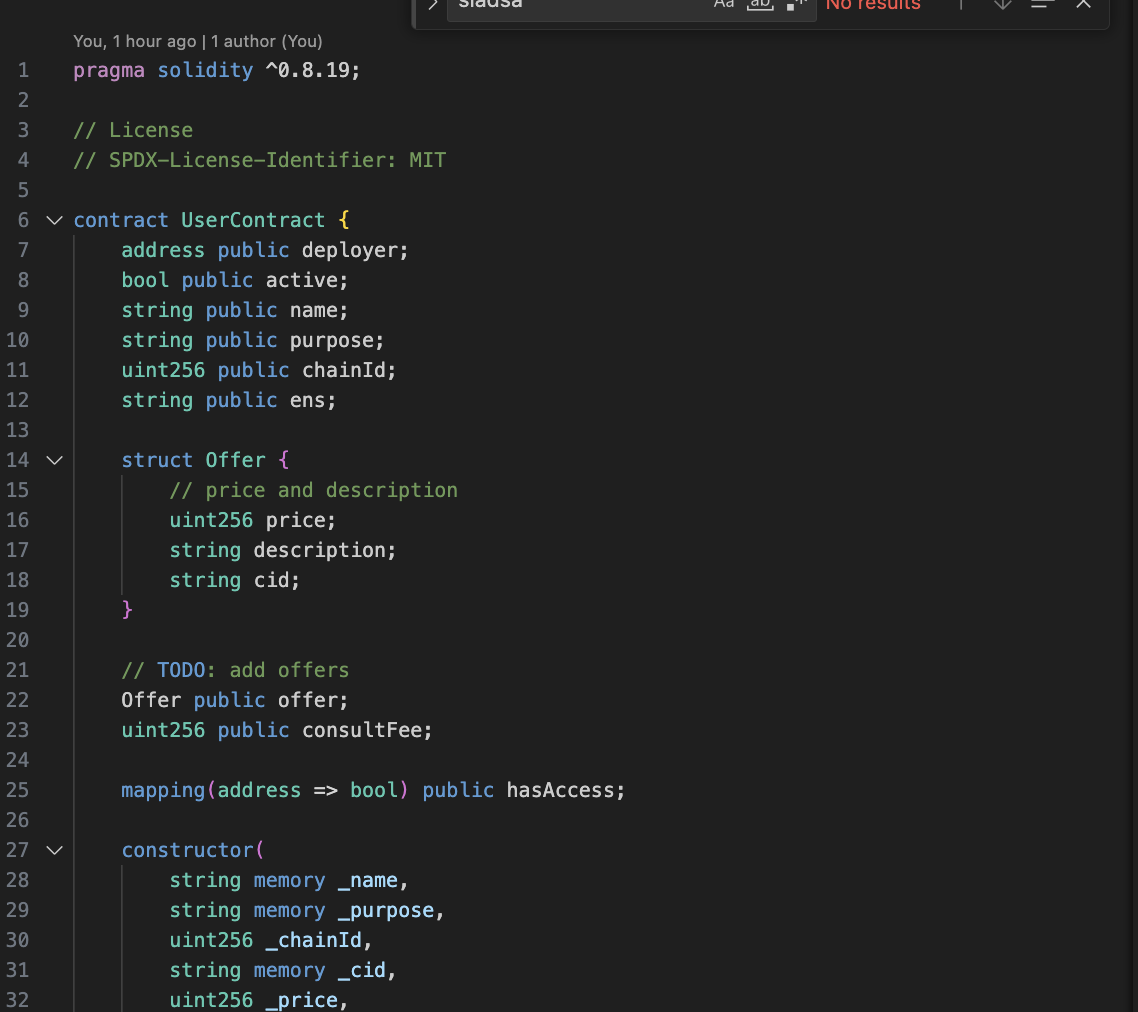 sladsa Aa ab No results
You, 1 hour ago | 1 author (You)
1 pragma solidity ^0.8.19;
2
3 // License
4 // SPDX-License-Identifier: MIT
5
6 contract UserContract {
7 address public deployer;
8 bool public active;
9 string public name;
10 string public purpose;
11 uint256 public chainId;
12 string public ens;
13
14 struct Offer {
15 // price and description
16 uint256 price;
17 string description;
18 string cid;
19 }
20
21 // TODO: add offers
22 Offer public offer;
23 uint256 public consultFee;
24
25 mapping(address => bool) public hasAccess;
26
27 constructor(
28 string memory _name,
29 string memory _purpose,
30 uint256 _chainId,
31 string memory _cid,
32 uint256 _price,